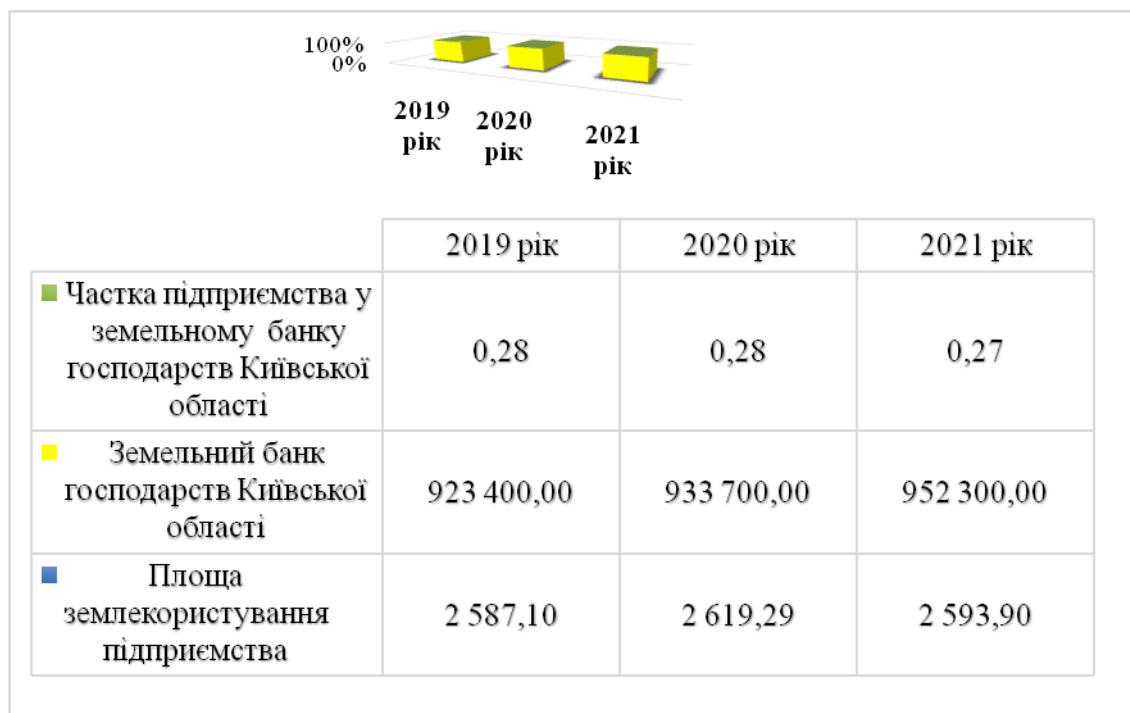 100%
0%
2019
рік
2020
рік
2021
рік
2019 рік
2020 рік
2021 рік
Частка підприємства у
земельному банку
господарств Київської
області
0,28
0,28
0,27
Земельний банк
господарств Київської
області
923 400,00
933 700,00
952 300,00
Площа
землекористування
підприємства
2 587,10
2 619,29
2 593,90